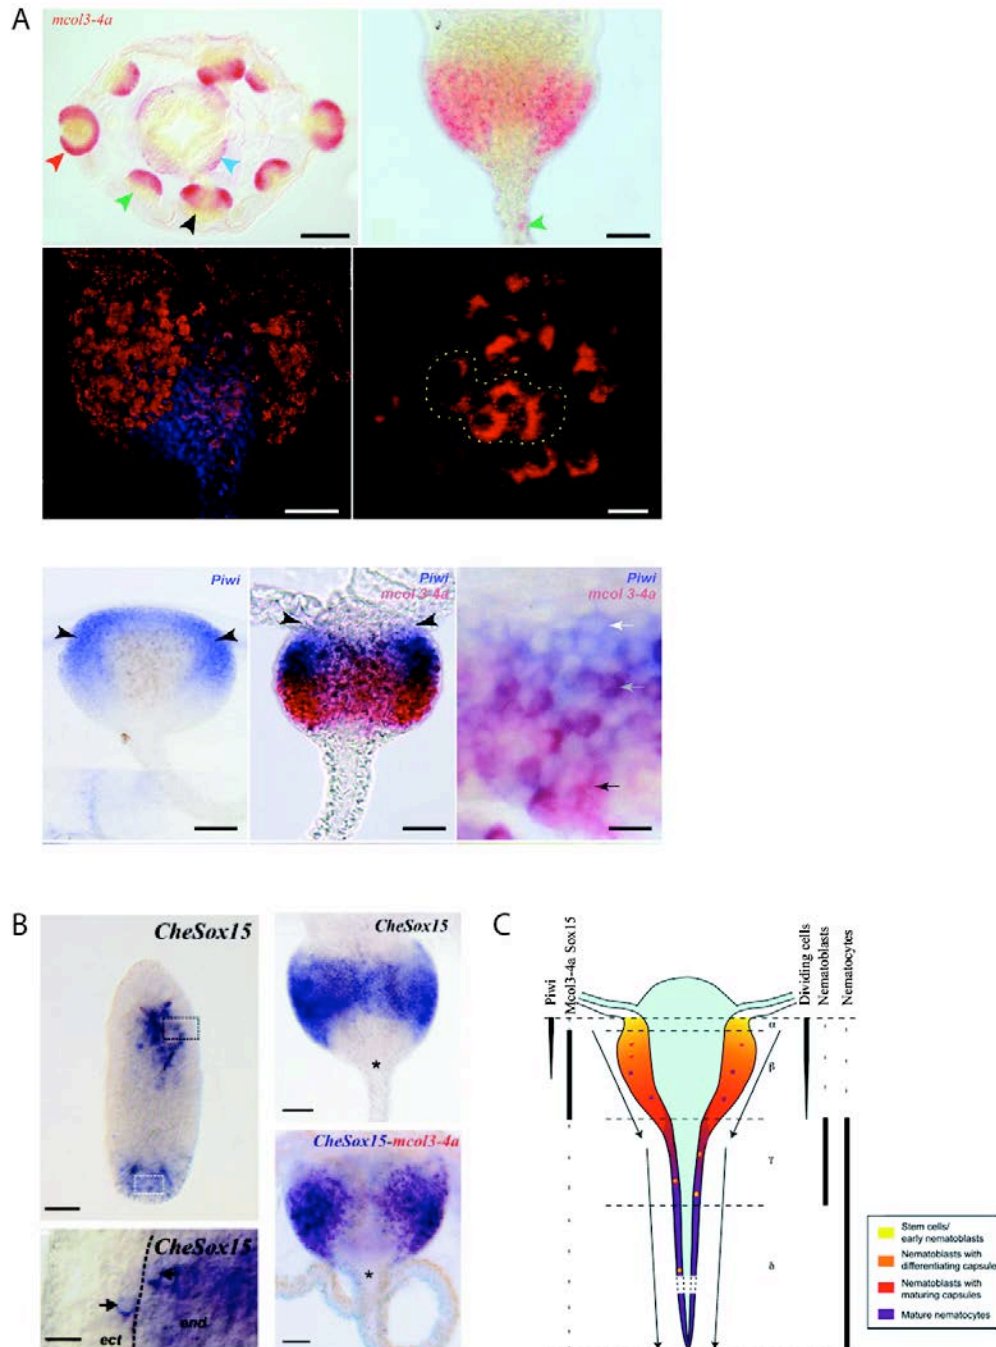 A
mcol3-4a
Piwi
Piwi
mcol 3-4a
Piwi
mcol 3-4a
B
CheSox15
CheSox15
ect
end
CheSox15
*
CheSox15-mcol3-4a
*
C
Piwi
Mcol3-4a Sox15
Dividing cells
Nematoblasts
Nematocytes
α
β
γ
δ
Stem cells/
early nematoblasts
Nematoblasts with
differentiating capsule
Nematoblasts with
maturing capsules
Mature nematocytes